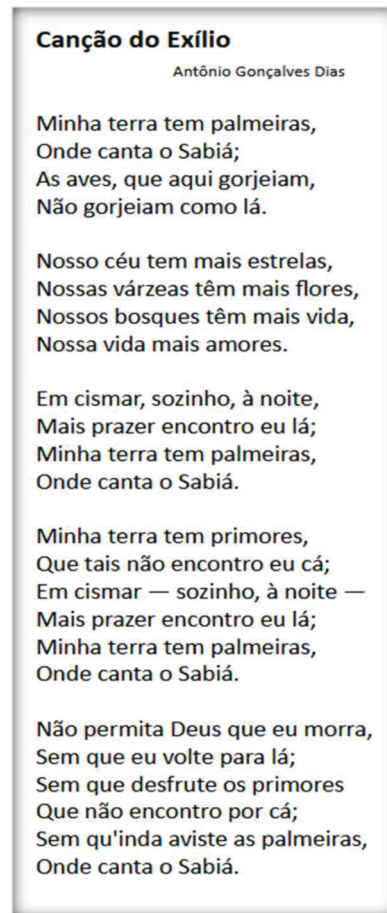 Canção do Exílio
Antônio Gonçalves Dias
Minha terra tem palmeiras,
Onde canta o Sabiá;
As aves, que aqui gorjeiam,
Não gorjeiam como lá.
Nosso céu tem mais estrelas,
Nossas várzeas têm mais flores,
Nossos bosques têm mais vida,
Nossa vida mais amores.
Em cismar, sozinho, à noite,
Mais prazer encontro eu lá;
Minha terra tem palmeiras,
Onde canta o Sabiá.
Minha terra tem primores,
Que tais não encontro eu cá;
Em cismar — sozinho, à noite —
Mais prazer encontro eu lá;
Minha terra tem palmeiras,
Onde canta o Sabiá.
Não permita Deus que eu morra,
Sem que eu volte para lá;
Sem que desfrute os primores
Que não encontro por cá;
Sem qu'inda aviste as palmeiras,
Onde canta o Sabiá.